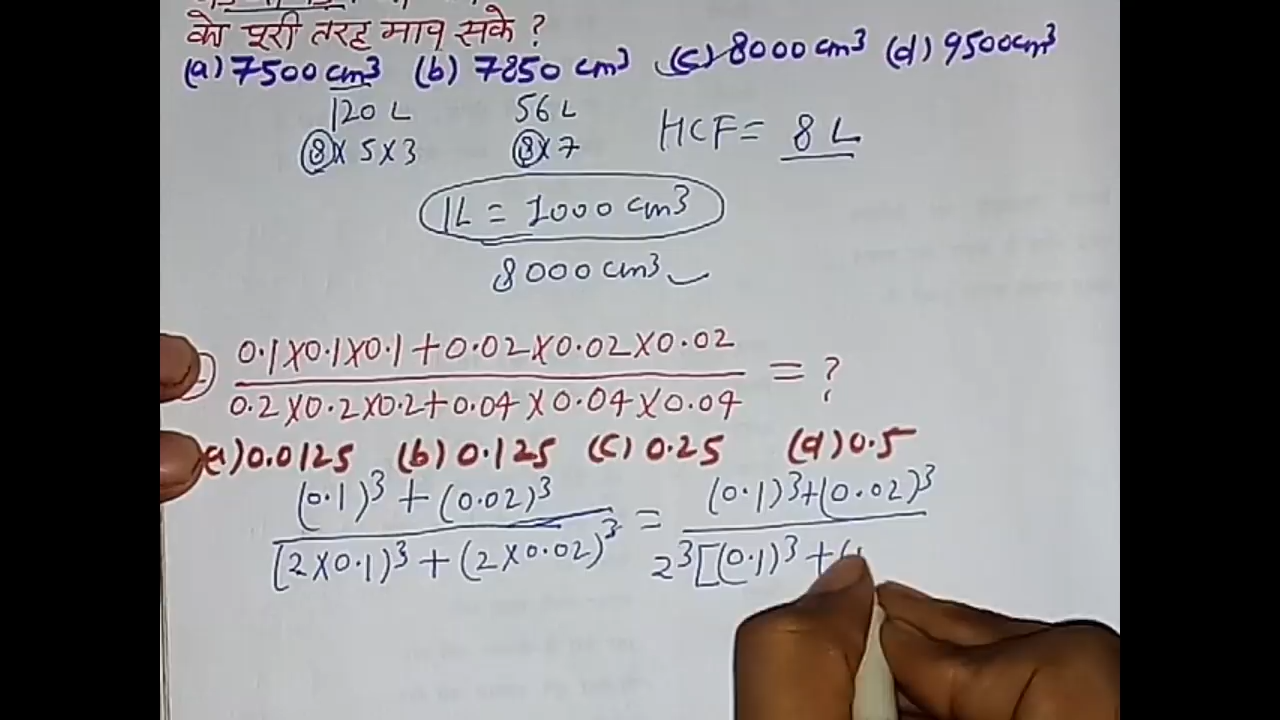 को पूरी तरह माप सके ?
(a) 7500 cm³ (b) 7850 cm³ (c) 8000 cm³ (d) 9500cm³
120 L 56 L HCF = 8 L
8 × 5 × 3 8 × 7
1L = 1000 cm³
8000 cm³
0.1×0.1×0.1+0.02×0.02×0.02 = ?
0.2×0.2×0.2+0.04×0.04×0.04
(a) 0.0125 (b) 0.125 (c) 0.25 (d) 0.5
(0.1)³ + (0.02)³ = (0.1)³+(0.02)³
(2×0.1)³ + (2×0.02)³ 2³[(0.1)³ + (